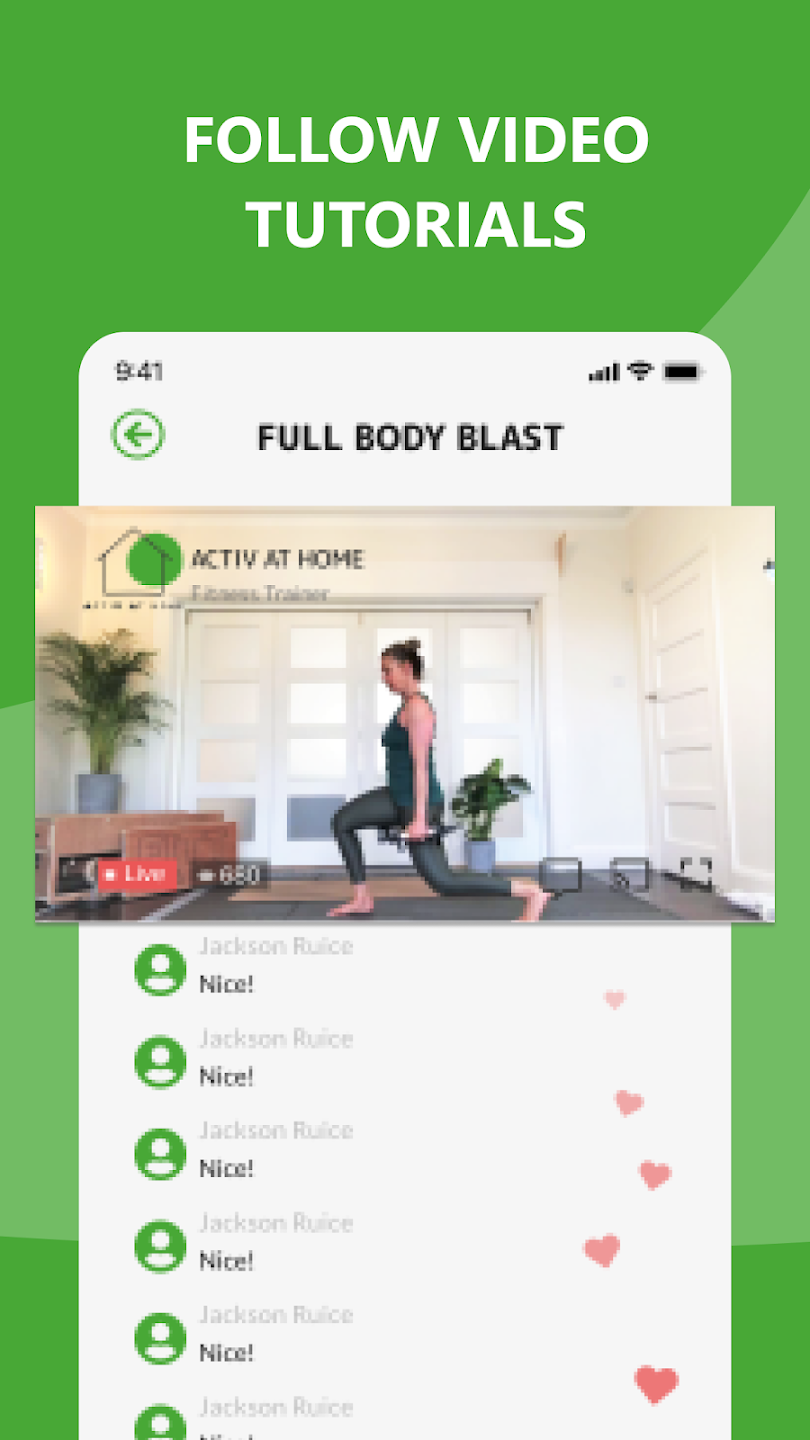 FOLLOW VIDEO
TUTORIALS
9:41
FULL BODY BLAST
ACTIV AT HOME
Fitness Trainer
Live
680
Jackson Ruice
Nice!
Jackson Ruice
Nice!
Jackson Ruice
Nice!
Jackson Ruice
Nice!
Jackson Ruice
Nice!
Jackson Ruice